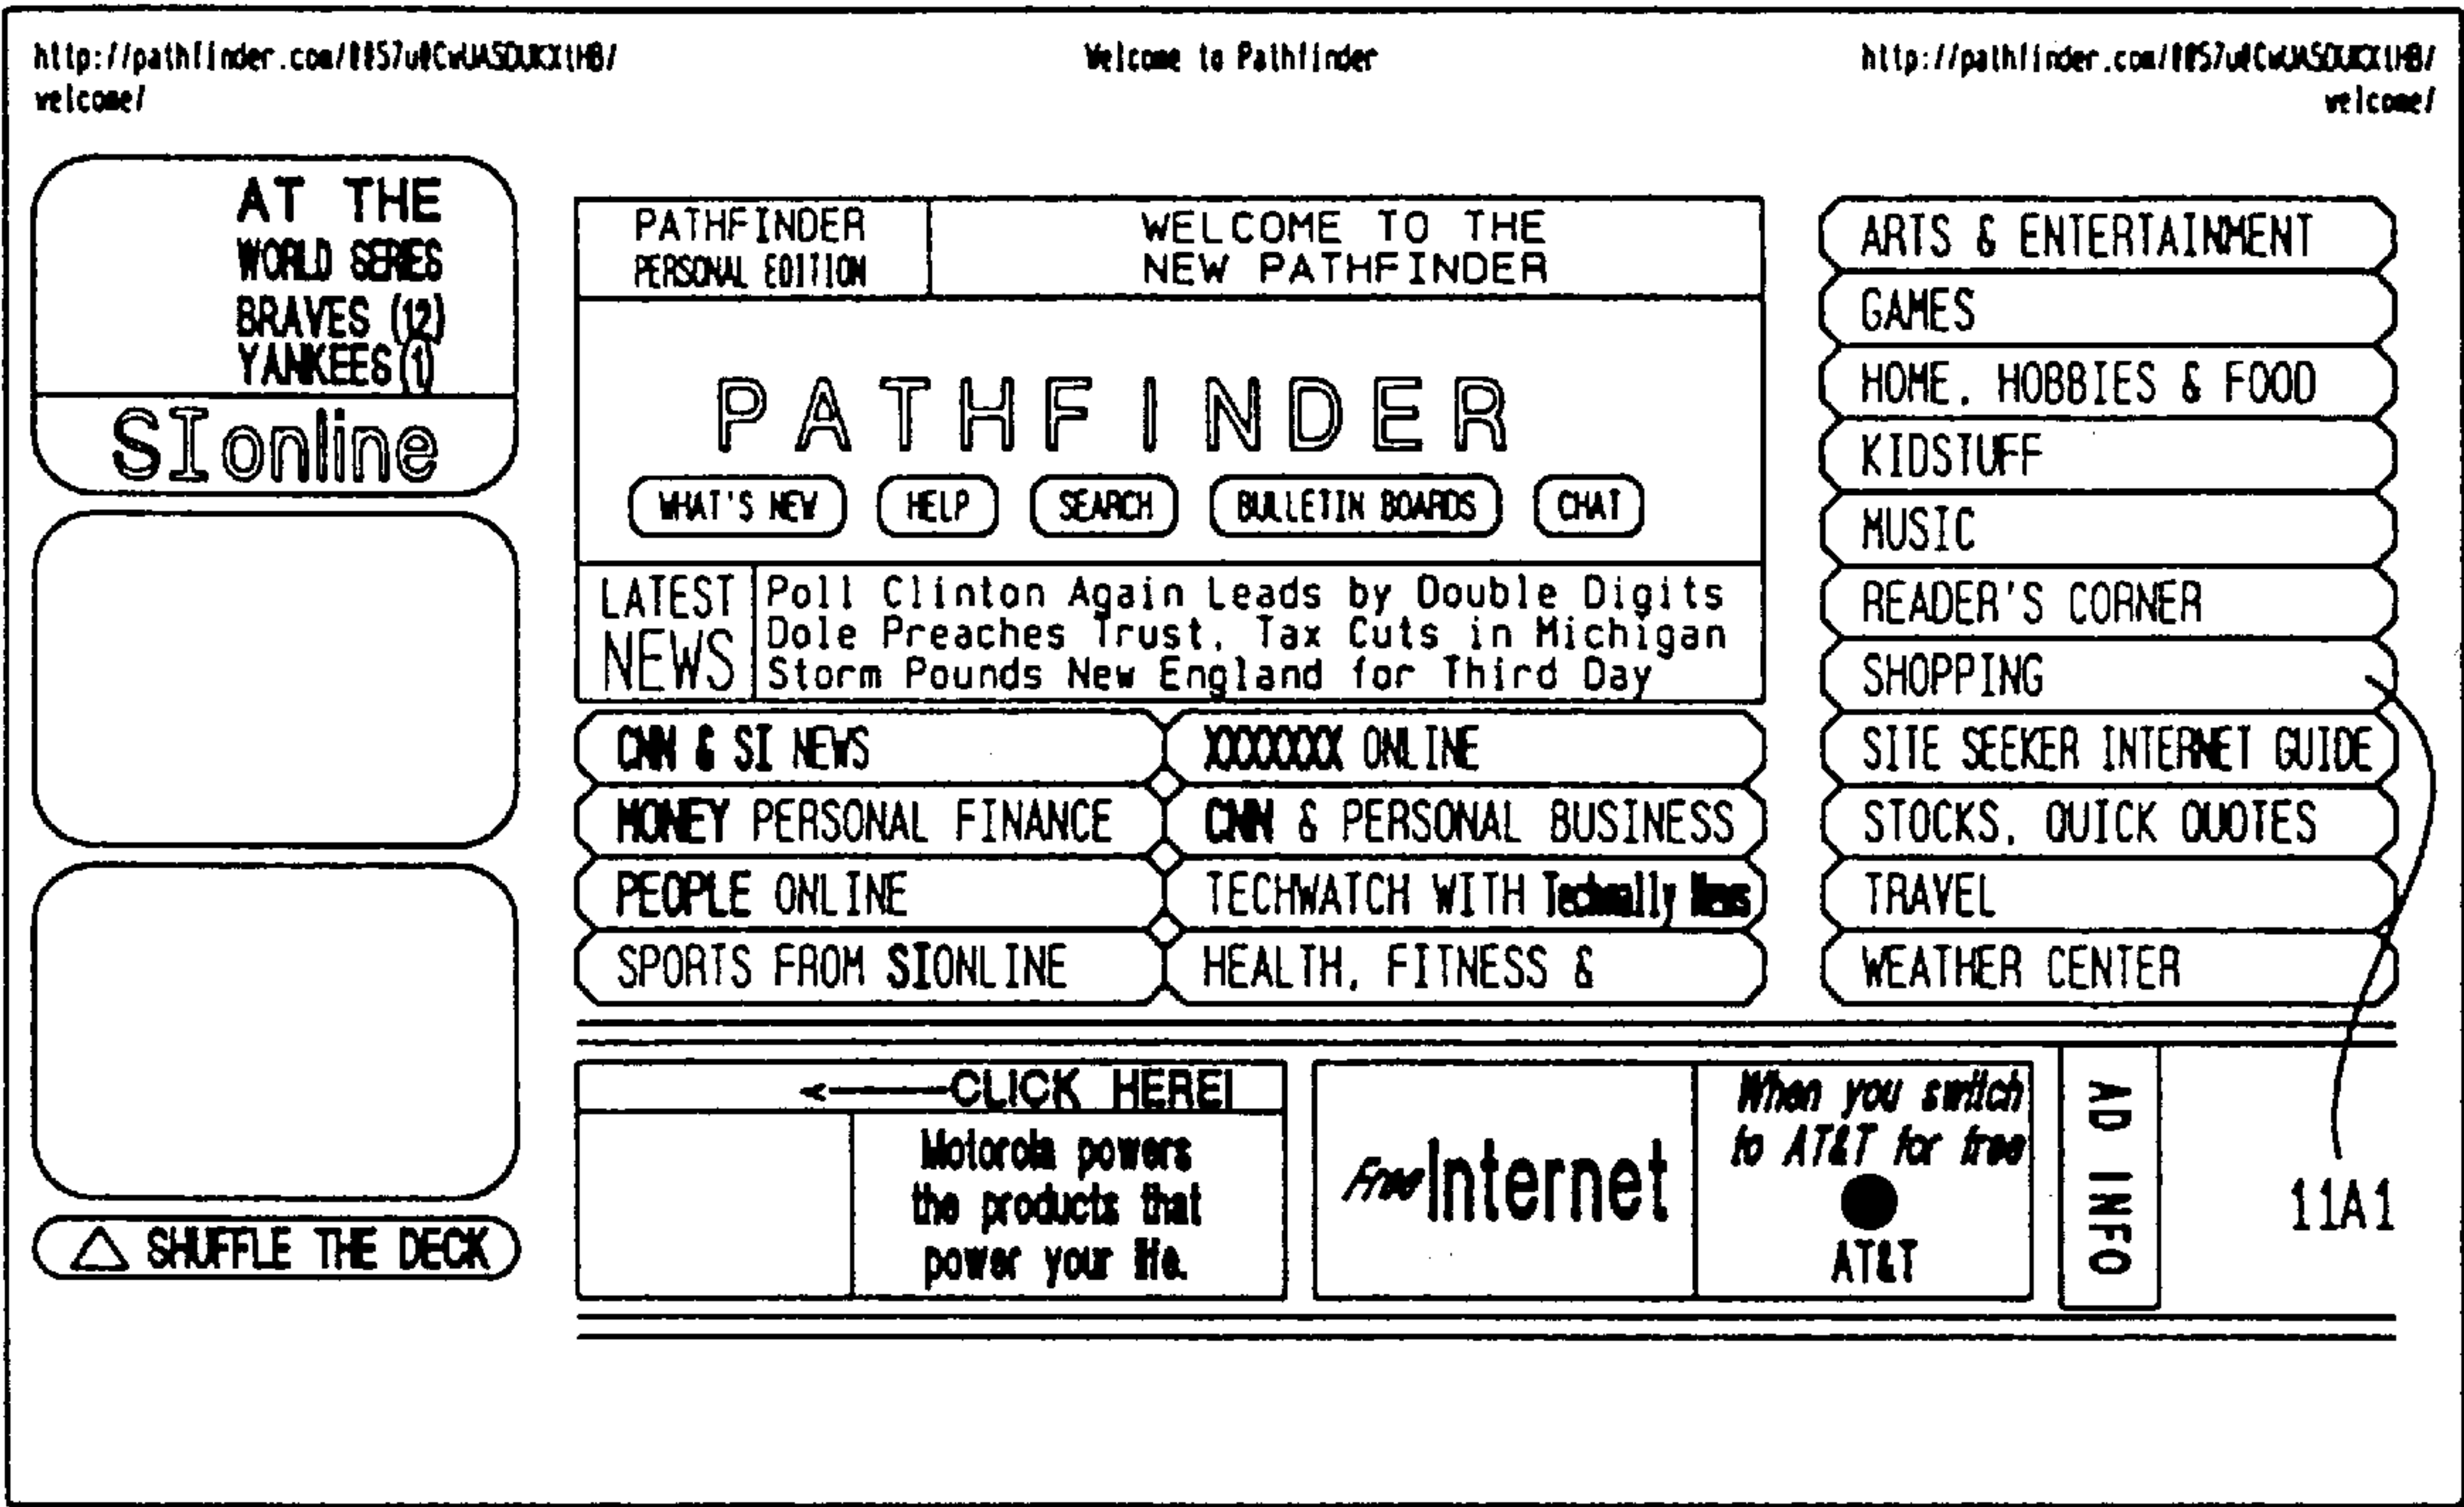 http://pathfinder.com/
welcome/
Welcome to Pathfinder
http://pathfinder.com/
welcome/
AT THE
WORLD SERIES
BRAVES (12)
YANKEES (1)
SIonline
SHUFFLE THE DECK
PATHFINDER
PERSONAL EDITION
WELCOME TO THE
NEW PATHFINDER
PATHFINDER
WHAT'S NEW
HELP
SEARCH
BULLETIN BOARDS
CHAT
LATEST
NEWS
Poll Clinton Again Leads by Double Digits
Dole Preaches Trust, Tax Cuts in Michigan
Storm Pounds New England for Third Day
CNN & SI NEWS
XXXXXXX ONLINE
MONEY PERSONAL FINANCE
CNN & PERSONAL BUSINESS
PEOPLE ONLINE
TECHWATCH WITH News
SPORTS FROM SIONLINE
HEALTH, FITNESS &
ARTS & ENTERTAINMENT
GAMES
HOME, HOBBIES & FOOD
KIDSTUFF
MUSIC
READER'S CORNER
SHOPPING
SITE SEEKER INTERNET GUIDE
STOCKS, QUICK QUOTES
TRAVEL
WEATHER CENTER
CLICK HERE!
Motorola powers
the products that
power your life.
Free Internet
When you switch
to AT&T for free
AT&T
AD INFO
11A1